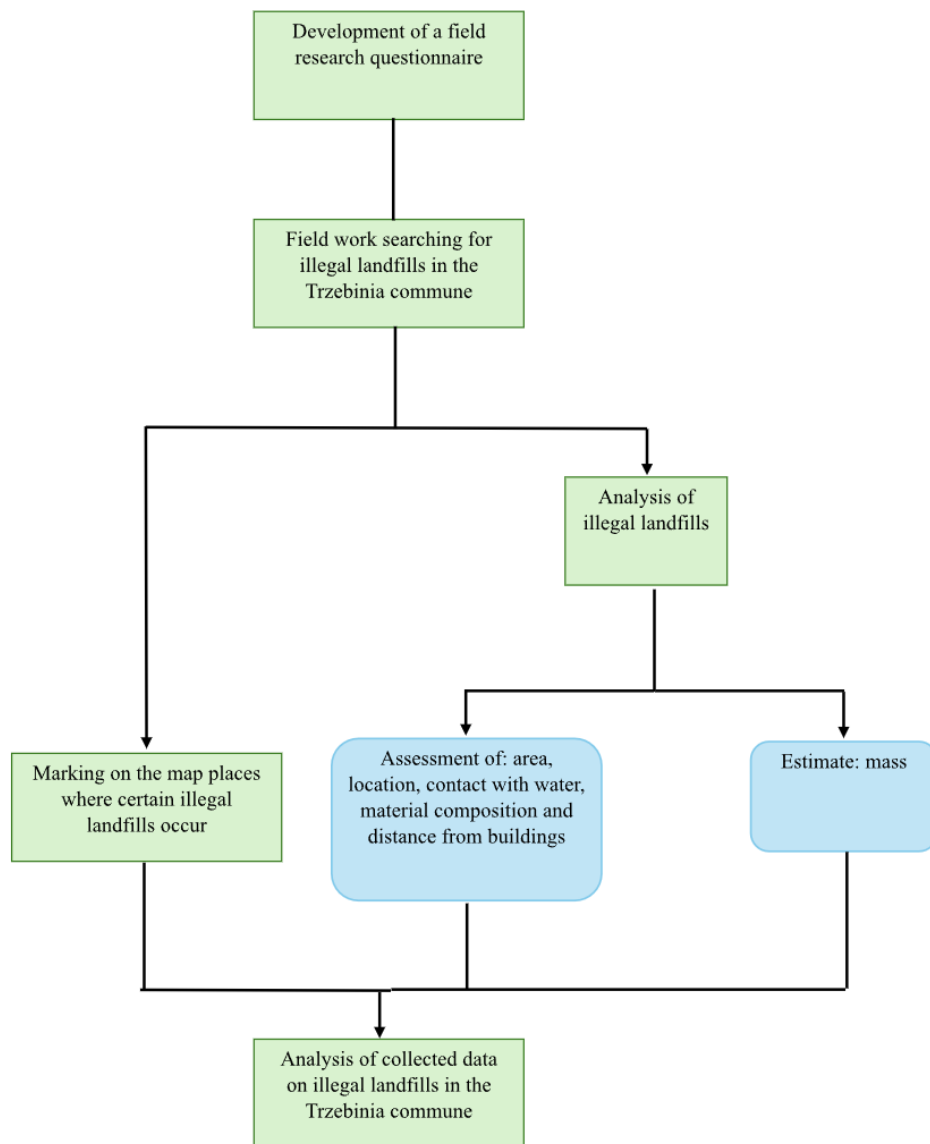 Development of a field
research questionnaire
Field work searching for
illegal landfills in the
Trzebinia commune
Analysis of
illegal landfills
Marking on the map places
where certain illegal
landfills occur
Assessment of: area,
location, contact with water,
material composition and
distance from buildings
Estimate: mass
Analysis of collected data
on illegal landfills in the
Trzebinia commune